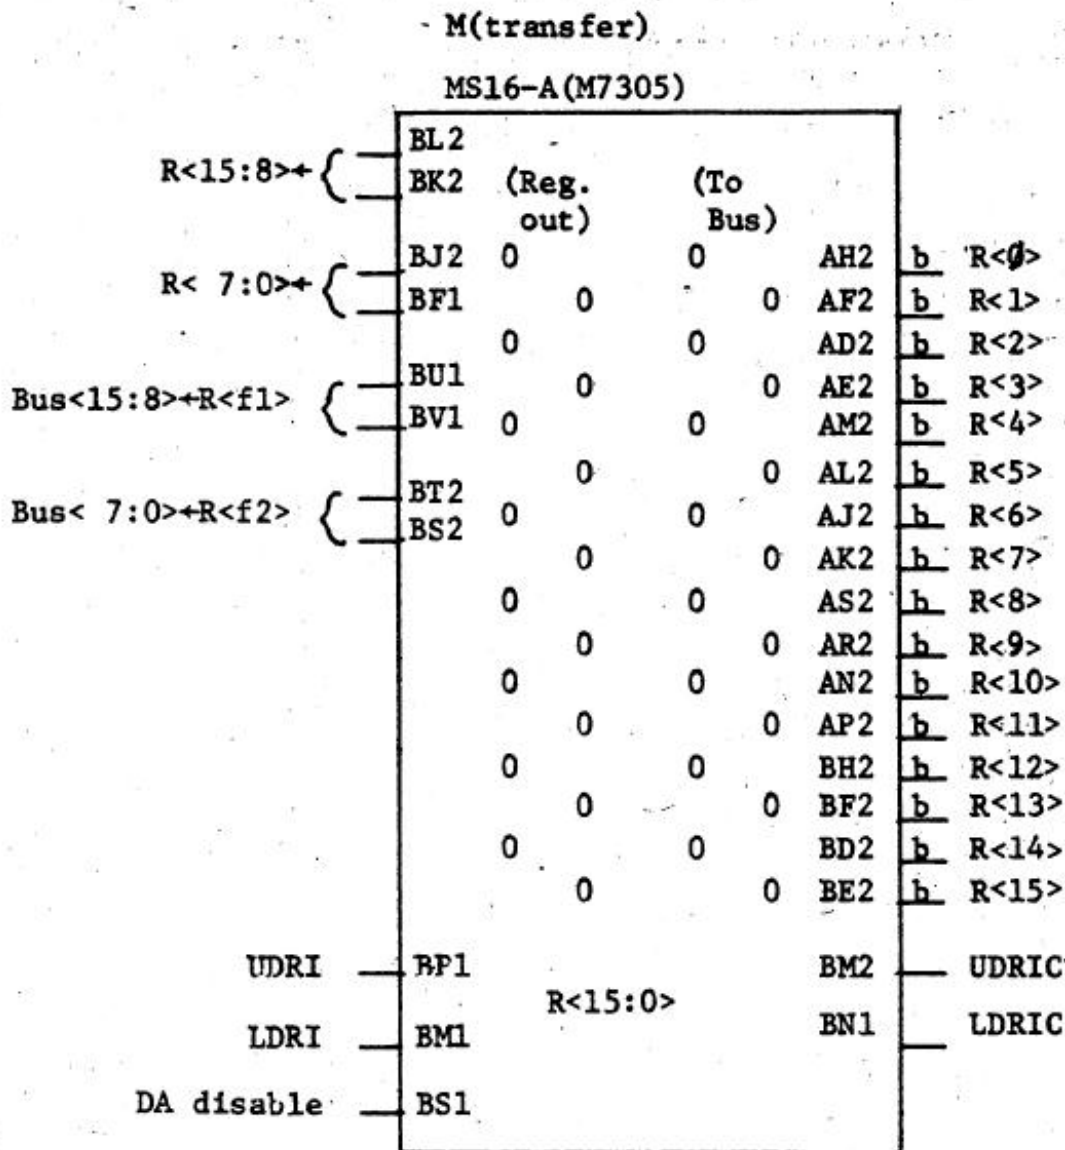 M(transfer)
MS16-A(M7305)
BL2
R<15:8>←
BK2 (Reg. (To
out) Bus)
BJ2 0 0 AH2 b R<0>
R< 7:0>←
BF1 0 0 AF2 b R<1>
0 0 AD2 b R<2>
BU1 0 0 AE2 b R<3>
Bus<15:8>←R<f1>
BV1 0 0 AM2 b R<4>
0 0 AL2 b R<5>
BT2
Bus< 7:0>←R<f2>
BS2 0 0 AJ2 b R<6>
0 0 AK2 b R<7>
0 0 AS2 b R<8>
0 0 AR2 b R<9>
0 0 AN2 b R<10>
0 0 AP2 b R<11>
0 0 BH2 b R<12>
0 0 BF2 b R<13>
0 0 BD2 b R<14>
0 0 BE2 b R<15>
UDRI BP1 BM2 UDRIC
R<15:0>
LDRI BM1 BN1 LDRIC
DA disable BS1